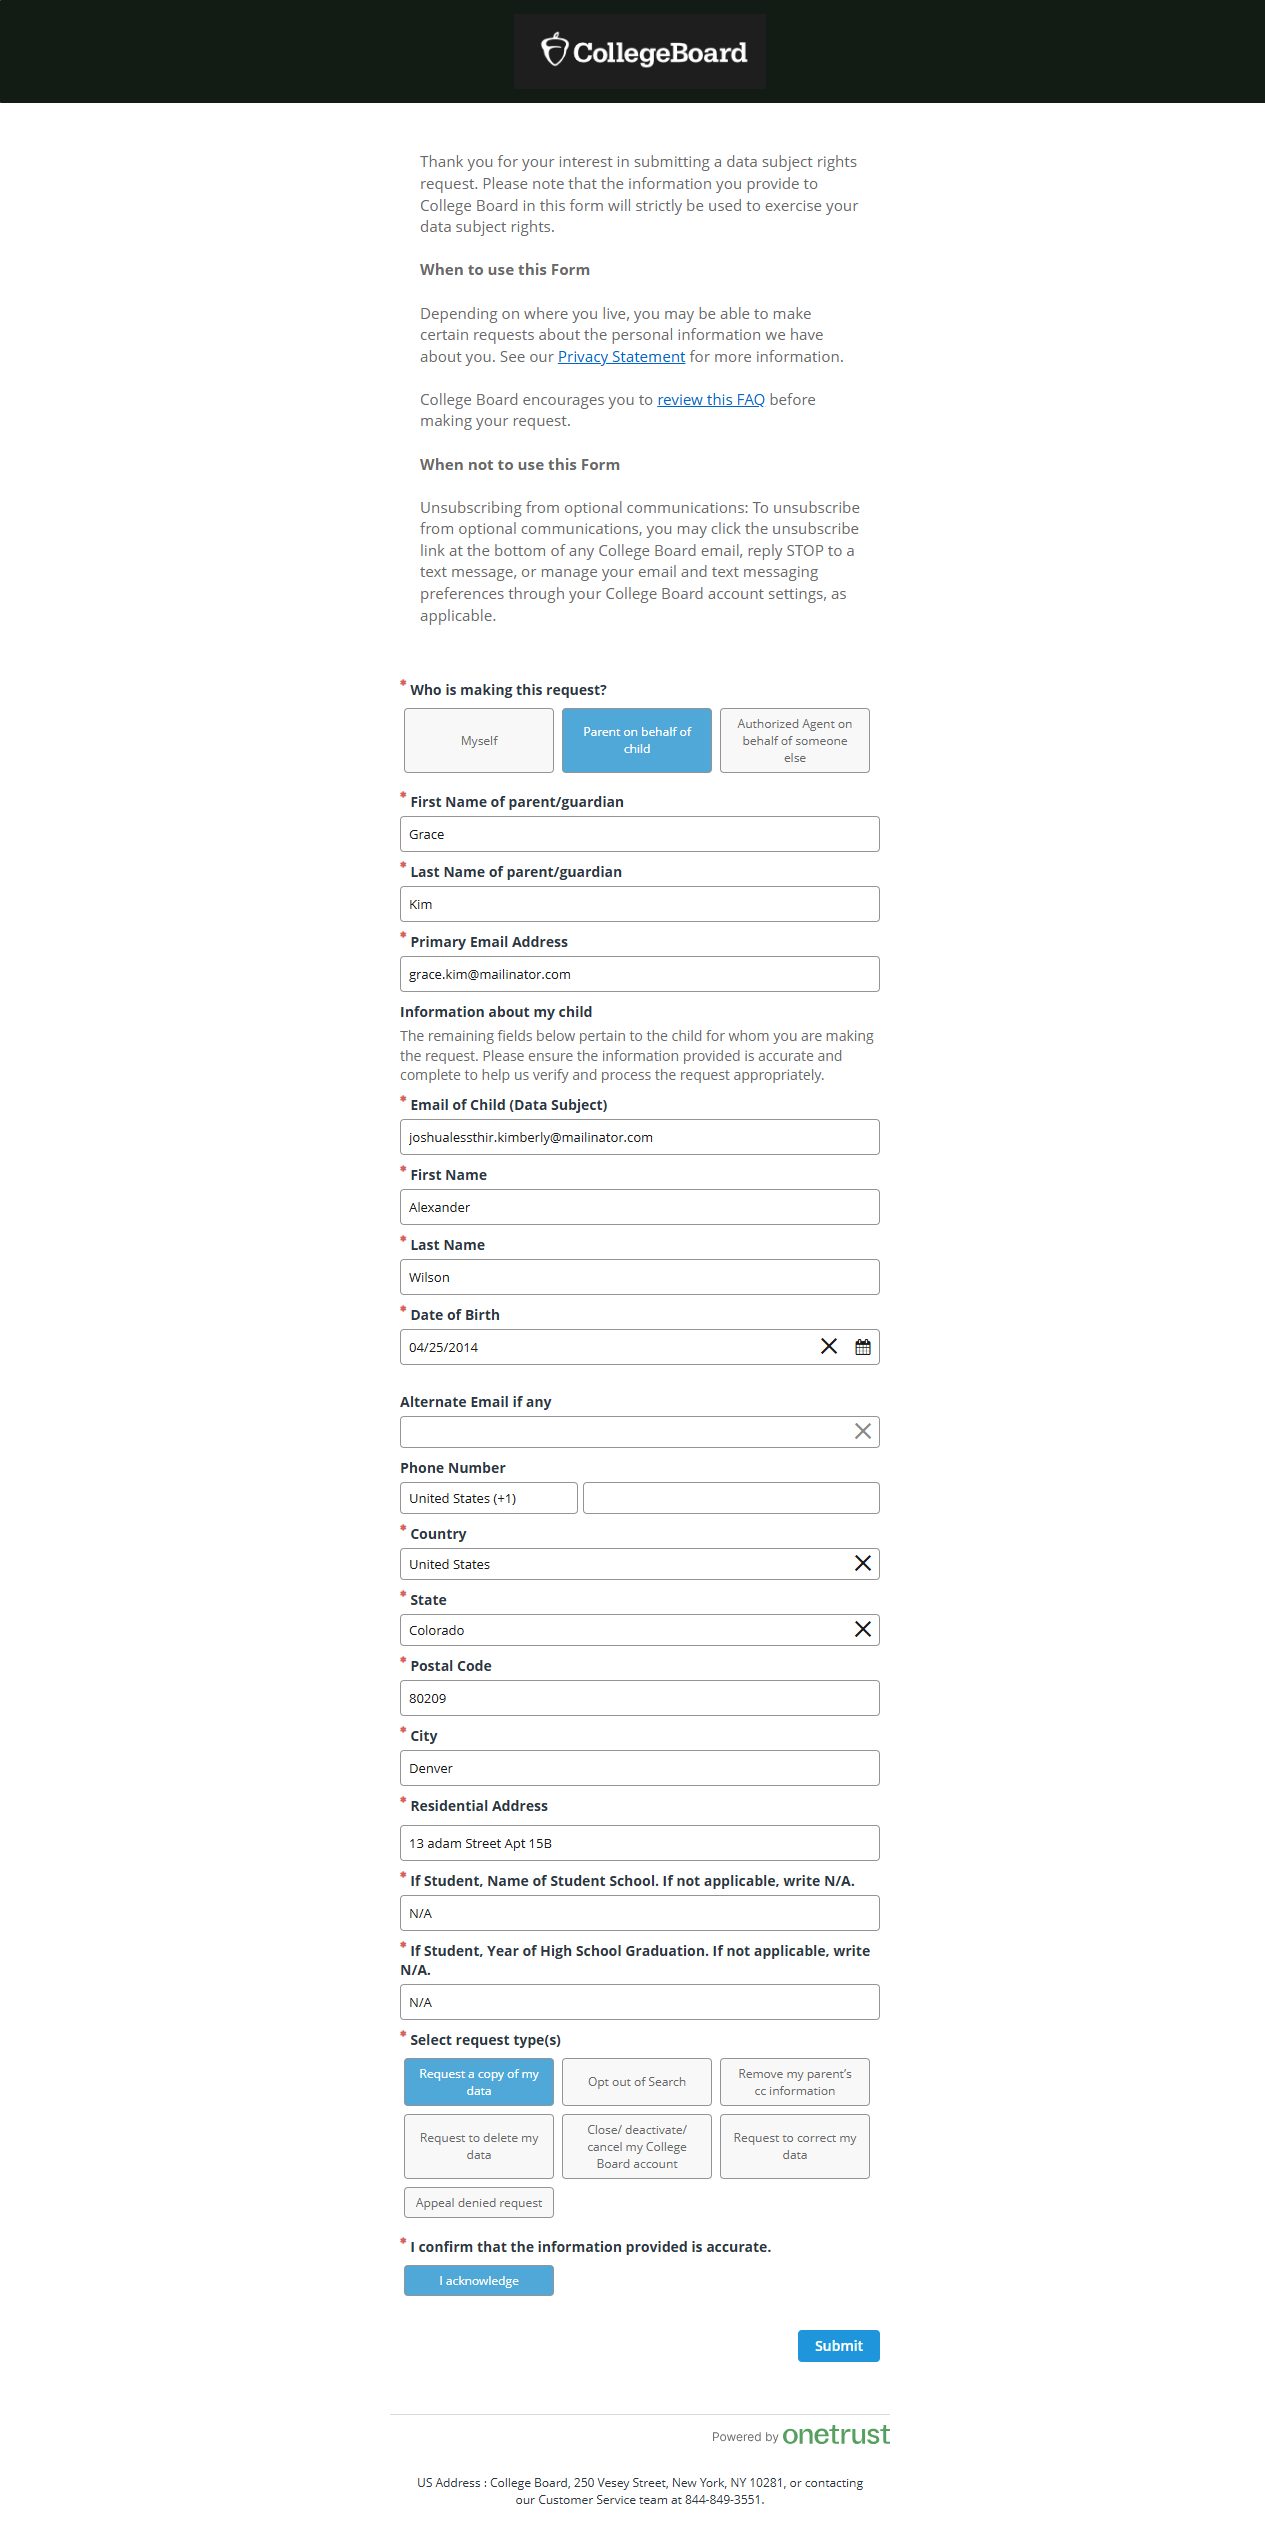 CollegeBoard
Thank you for your interest in submitting a data subject rights
request. Please note that the information you provide to
College Board in this form will strictly be used to exercise your
data subject rights.
When to use this Form
Depending on where you live, you may be able to make
certain requests about the personal information we have
about you. See our Privacy Statement for more information.
College Board encourages you to review this FAQ before
making your request.
When not to use this Form
Unsubscribing from optional communications: To unsubscribe
from optional communications, you may click the unsubscribe
link at the bottom of any College Board email, reply STOP to a
text message, or manage your email and text messaging
preferences through your College Board account settings, as
applicable.
* Who is making this request?
Myself
Parent on behalf of
child
Authorized Agent on
behalf of someone
else
* First Name of parent/guardian
Grace
* Last Name of parent/guardian
Kim
* Primary Email Address
grace.kim@mailinator.com
Information about my child
The remaining fields below pertain to the child for whom you are making
the request. Please ensure the information provided is accurate and
complete to help us verify and process the request appropriately.
* Email of Child (Data Subject)
joshualessthir.kimberly@mailinator.com
* First Name
Alexander
* Last Name
Wilson
* Date of Birth
04/25/2014
Alternate Email if any
Phone Number
United States (+1)
* Country
United States
* State
Colorado
* Postal Code
80209
* City
Denver
* Residential Address
13 adam Street Apt 15B
* If Student, Name of Student School. If not applicable, write N/A.
N/A
* If Student, Year of High School Graduation. If not applicable, write
N/A.
N/A
* Select request type(s)
Request a copy of my
data
Opt out of Search
Remove my parent's
cc information
Request to delete my
data
Close/ deactivate/
cancel my College
Board account
Request to correct my
data
Appeal denied request
* I confirm that the information provided is accurate.
I acknowledge
Submit
Powered by onetrust
US Address : College Board, 250 Vesey Street, New York, NY 10281, or contacting
our Customer Service team at 844-849-3551.